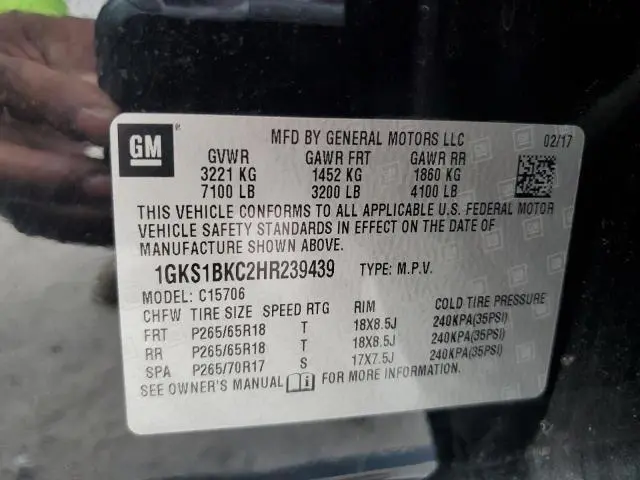 GM
MFD BY GENERAL MOTORS LLC 02/17
GVWR GAWR FRT GAWR RR
3221 KG 1452 KG 1860 KG
7100 LB 3200 LB 4100 LB
THIS VEHICLE CONFORMS TO ALL APPLICABLE U.S. FEDERAL MOTOR
VEHICLE SAFETY STANDARDS IN EFFECT ON THE DATE OF
MANUFACTURE SHOWN ABOVE.
1GKS1BKC2HR239439 TYPE: M.P.V.
MODEL: C15706
CHFW TIRE SIZE SPEED RTG RIM COLD TIRE PRESSURE
FRT P265/65R18 T 18X8.5J 240KPA(35PSI)
RR P265/65R18 T 18X8.5J 240KPA(35PSI)
SPA P265/70R17 S 17X7.5J 240KPA(35PSI)
SEE OWNER'S MANUAL i FOR MORE INFORMATION.